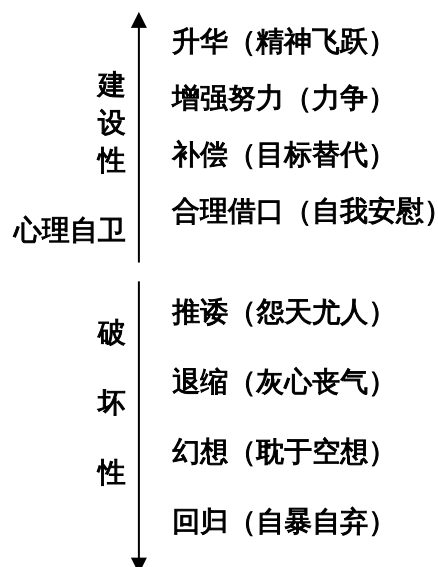 升华（精神飞跃）
建
增强努力（力争）
设
性
补偿（目标替代）
合理借口（自我安慰）
心理自卫
推诿（怨天尤人）
破
退缩（灰心丧气）
坏
幻想（耽于空想）
性
回归（自暴自弃）